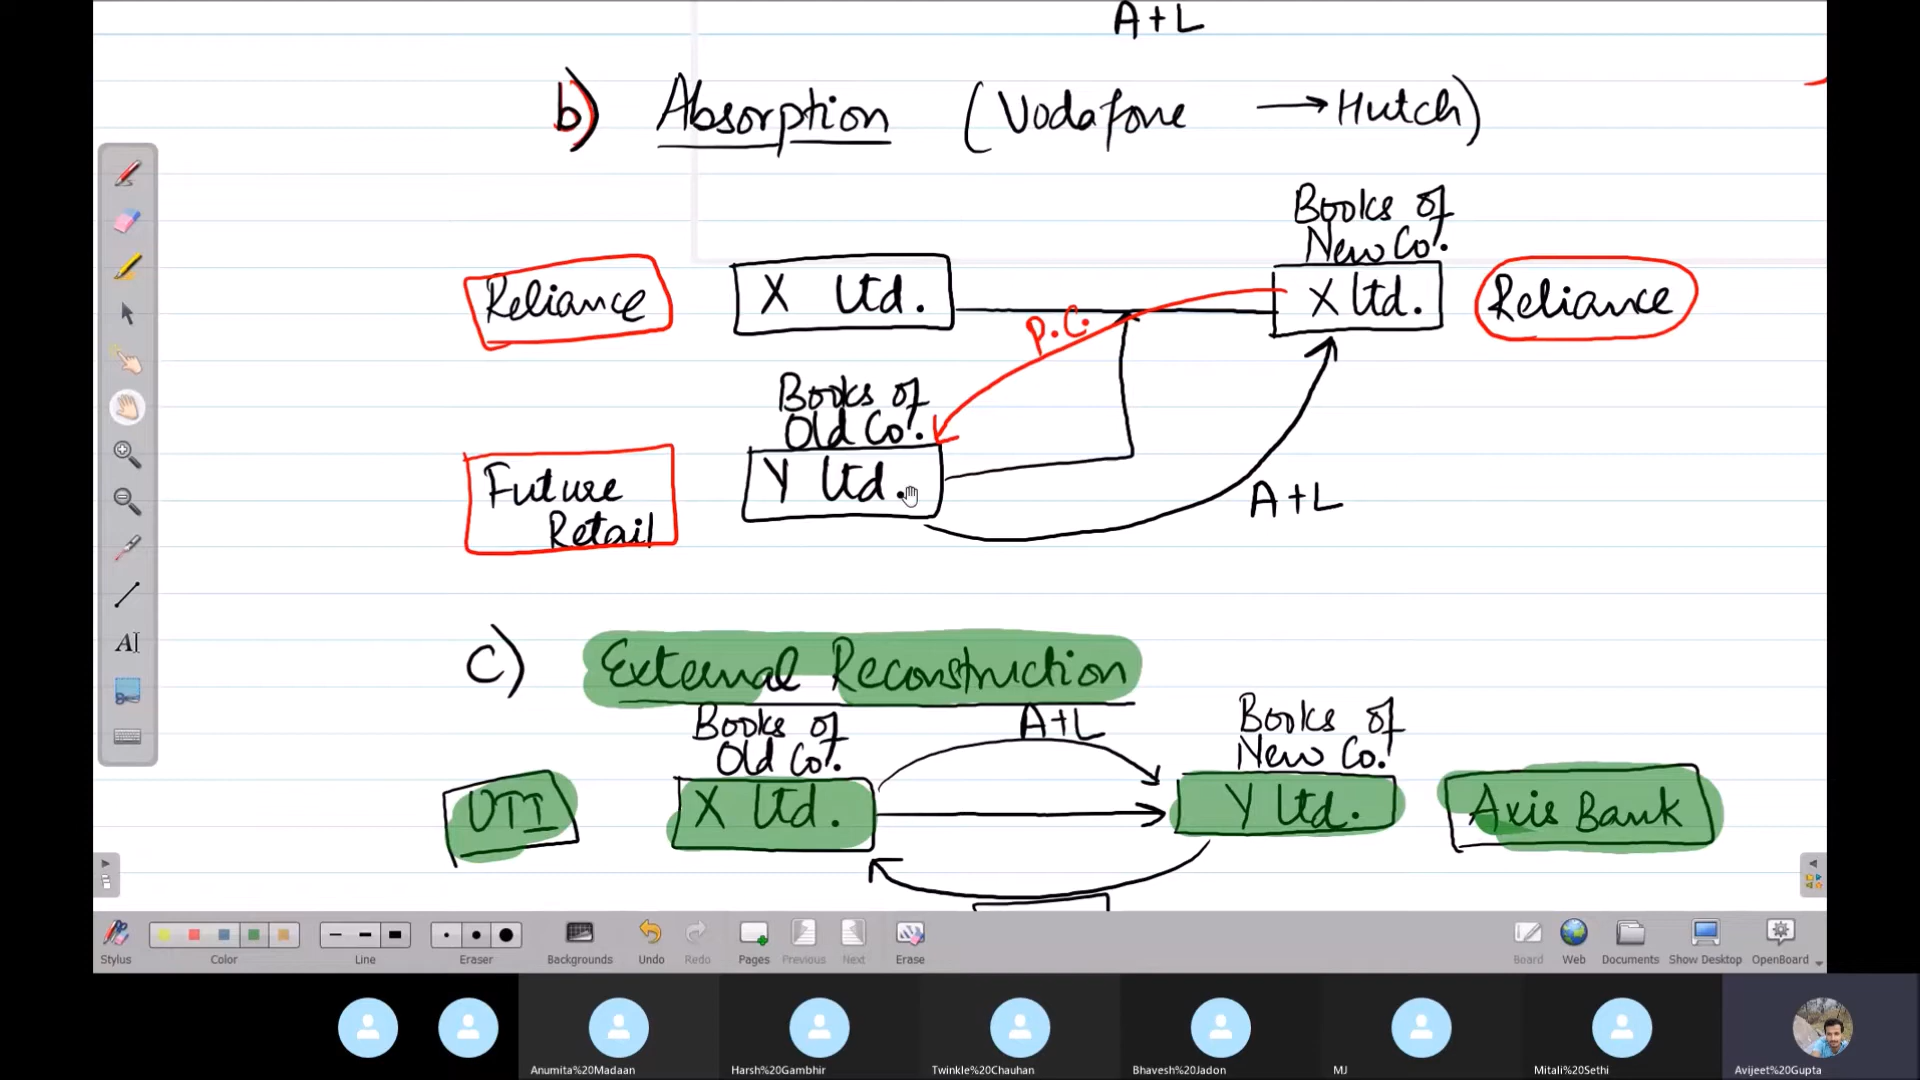 A+L
b) Absorption (Vodafone → Hutch)
Books of
New Co.
Reliance X Ltd. X Ltd. Reliance
P.C.
Books of
Old Co.
Future
Retail
Y Ltd.
A+L
c) External Reconstruction
Books of
Old Co.
A+L
Books of
New Co.
UTI X Ltd. Y Ltd. Axis Bank
AI
Stylus Color Line Eraser Backgrounds Undo Redo Pages Previous Next Erase Board Web Documents Show Desktop OpenBoard
Anumita%20Madaan Harsh%20Gambhir Twinkle%20Chauhan Bhavesh%20Jadon MJ Mitali%20Sethi Avijeet%20Gupta